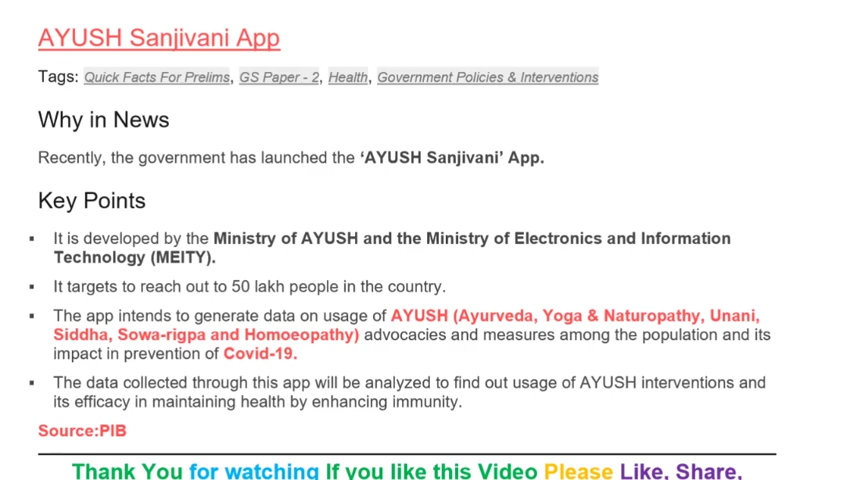 AYUSH Sanjivani App
Tags: Quick Facts For Prelims, GS Paper - 2, Health, Government Policies & Interventions
Why in News
Recently, the government has launched the ‘AYUSH Sanjivani’ App.
Key Points
▪ It is developed by the Ministry of AYUSH and the Ministry of Electronics and Information
Technology (MEITY).
▪ It targets to reach out to 50 lakh people in the country.
▪ The app intends to generate data on usage of AYUSH (Ayurveda, Yoga & Naturopathy, Unani,
Siddha, Sowa-rigpa and Homoeopathy) advocacies and measures among the population and its
impact in prevention of Covid-19.
▪ The data collected through this app will be analyzed to find out usage of AYUSH interventions and
its efficacy in maintaining health by enhancing immunity.
Source:PIB
Thank You for watching If you like this Video Please Like, Share,